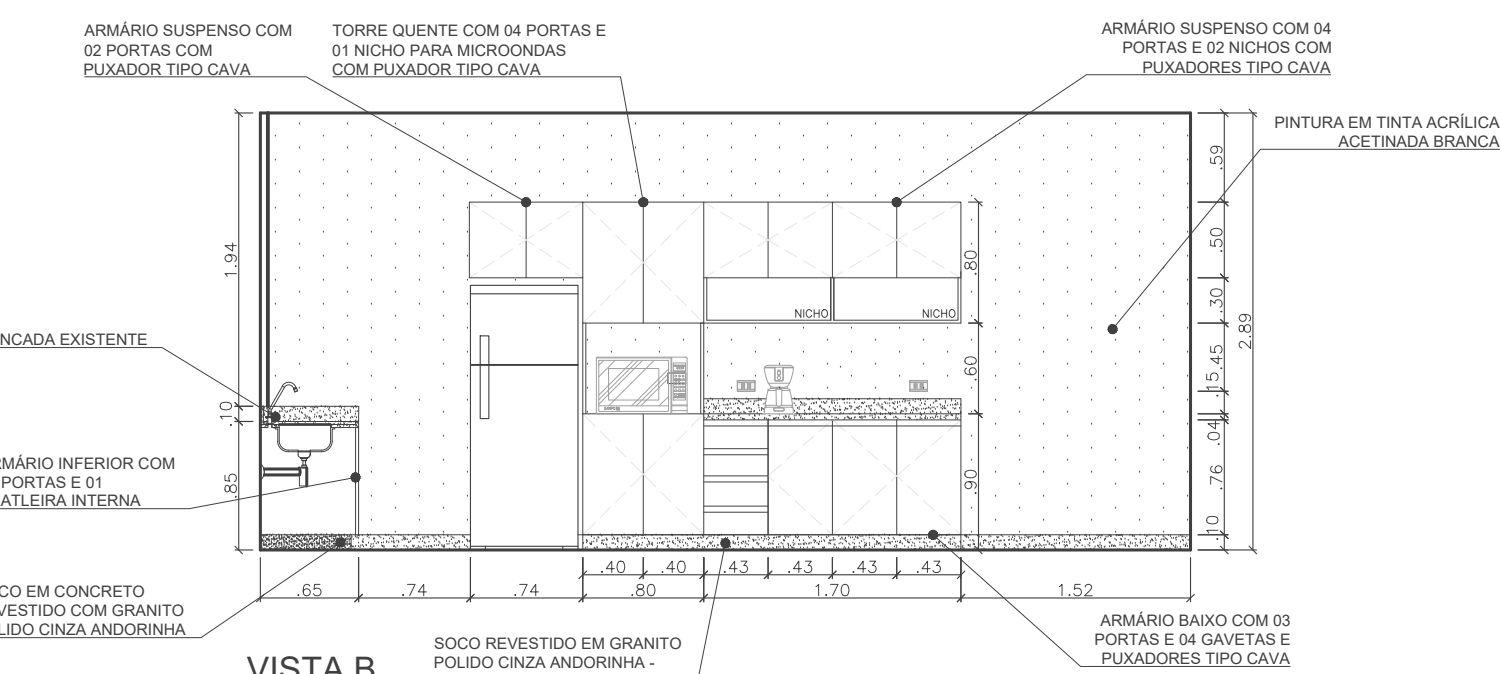 ARMÁRIO SUSPENSO COM
02 PORTAS COM
PUXADOR TIPO CAVA
TORRE QUENTE COM 04 PORTAS E
01 NICHO PARA MICROONDAS
COM PUXADOR TIPO CAVA
ARMÁRIO SUSPENSO COM 04
PORTAS E 02 NICHOS COM
PUXADORES TIPO CAVA
PINTURA EM TINTA ACRÍLICA
ACETINADA BRANCA
1.94
.10
.85
NCADA EXISTENTE
RMÁRIO INFERIOR COM
PORTAS E 01
ATLEIRA INTERNA
CO EM CONCRETO
VESTIDO COM GRANITO
LIDO CINZA ANDORINHA
NICHO
NICHO
.80
.60
.90
.59
.50
.30
.45
.15
.04
.76
.10
2.89
.40
.40
.43
.43
.43
.43
.65
.74
.74
.80
1.70
1.52
VISTA B
SOCO REVESTIDO EM GRANITO
POLIDO CINZA ANDORINHA -
ARMÁRIO BAIXO COM 03
PORTAS E 04 GAVETAS E
PUXADORES TIPO CAVA